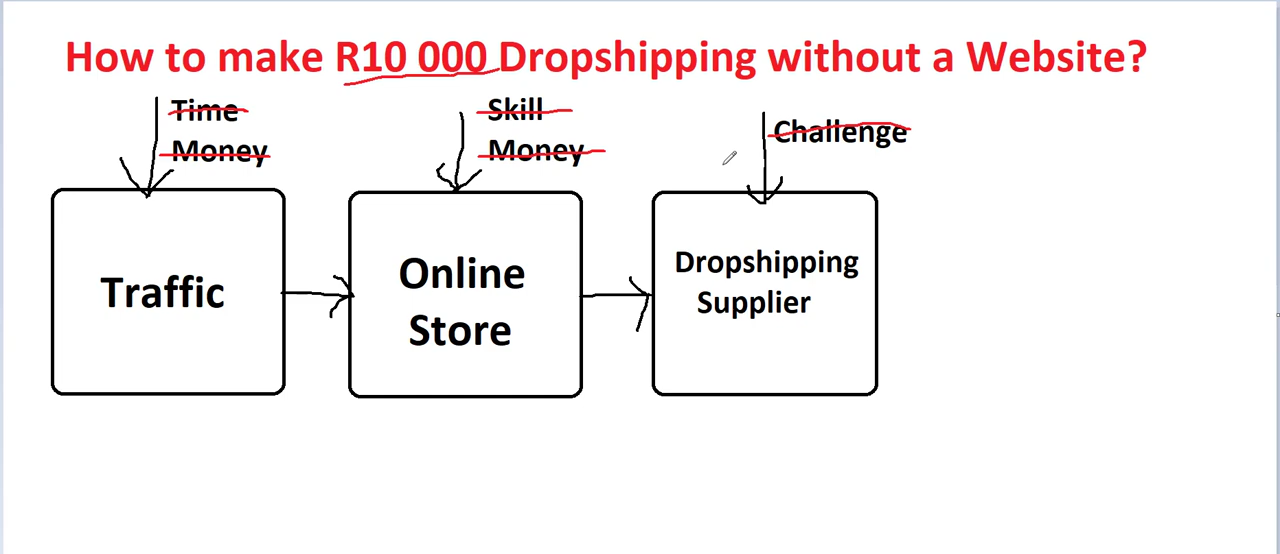 How to make R10 000 Dropshipping without a Website?
Time
Money
Skill
Money
Challenge
Traffic
Online
Store
Dropshipping
Supplier